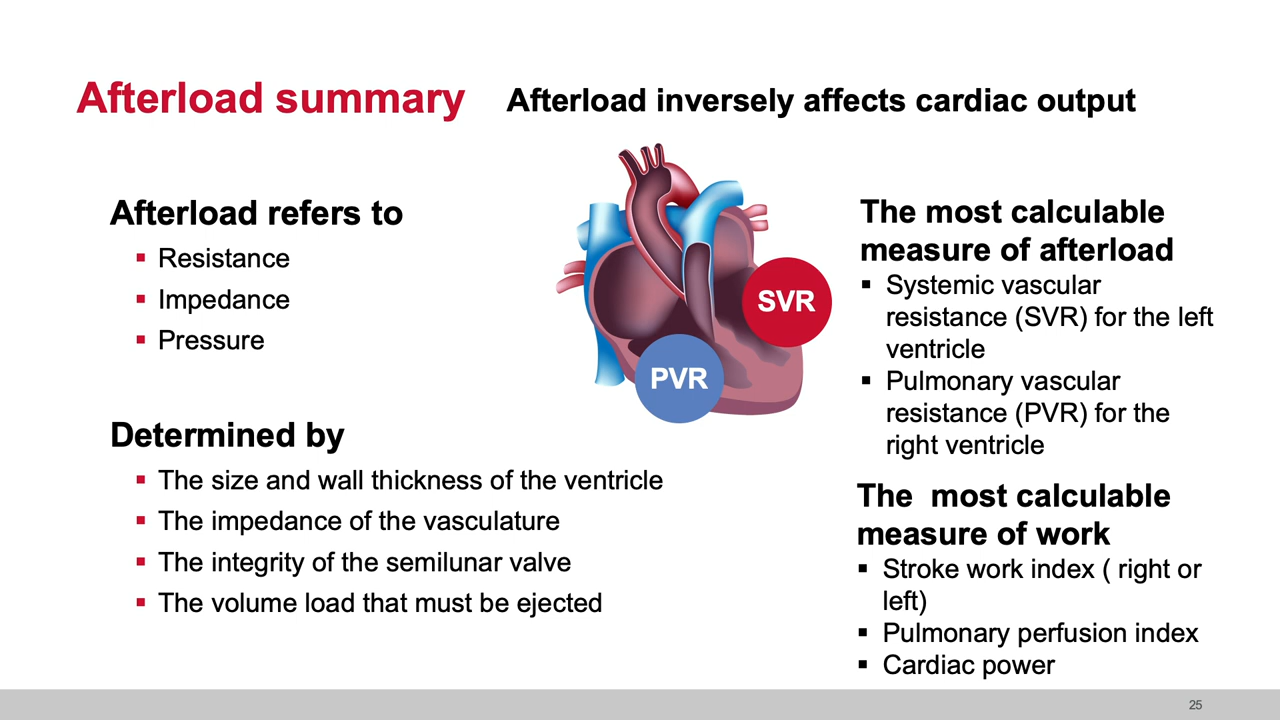 Afterload summary
Afterload inversely affects cardiac output
Afterload refers to
▪ Resistance
▪ Impedance
▪ Pressure
Determined by
▪ The size and wall thickness of the ventricle
▪ The impedance of the vasculature
▪ The integrity of the semilunar valve
▪ The volume load that must be ejected
SVR
PVR
The most calculable
measure of afterload
▪ Systemic vascular
resistance (SVR) for the left
ventricle
▪ Pulmonary vascular
resistance (PVR) for the
right ventricle
The  most calculable
measure of work
▪ Stroke work index ( right or
left)
▪ Pulmonary perfusion index
▪ Cardiac power
25